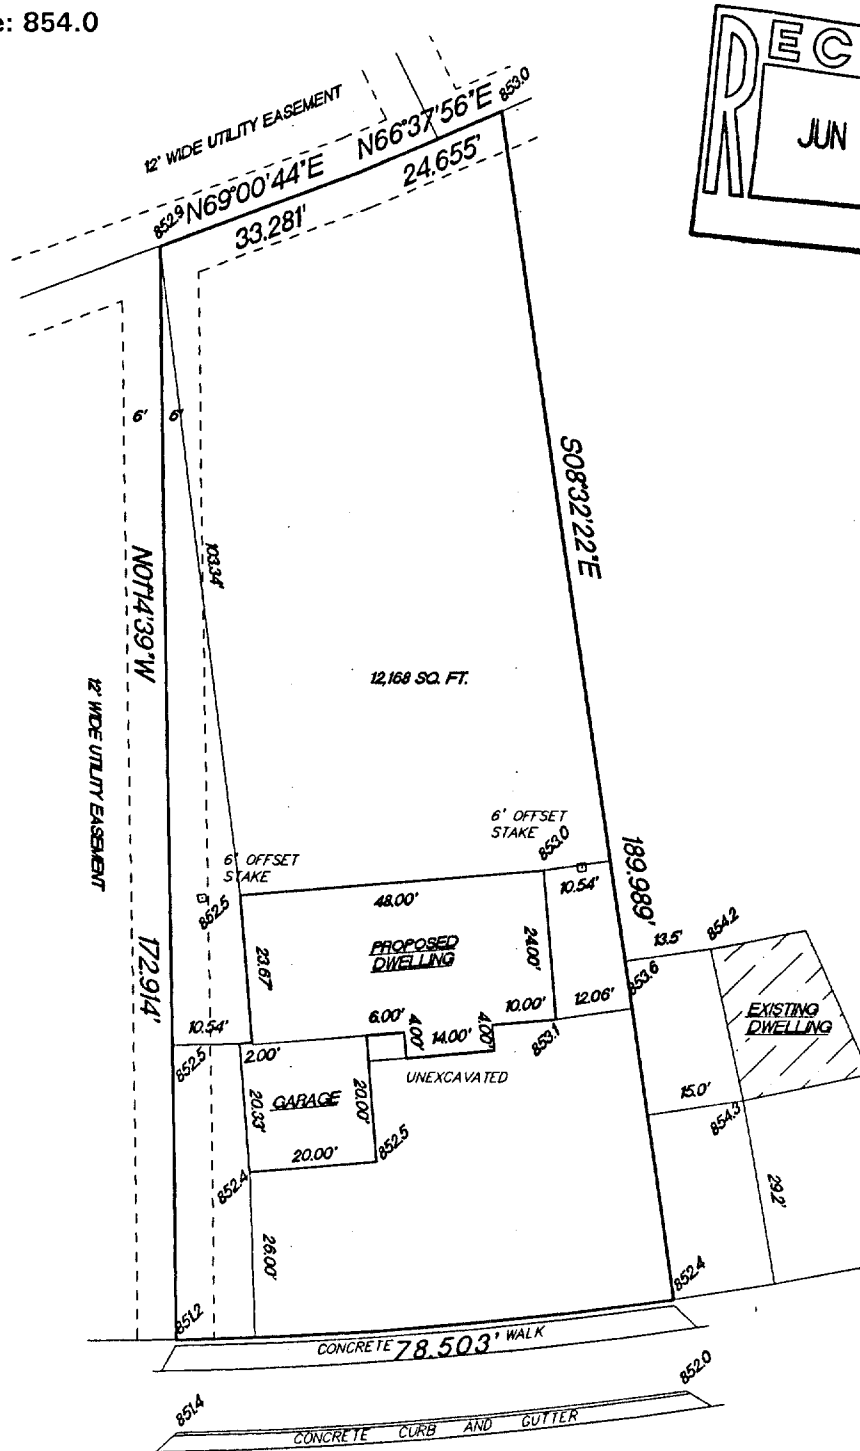 e: 854.0
REC
JUN
12' WIDE UTILITY EASEMENT
N66°37'56"E
853.0
24.655'
852.9
N69°00'44"E
33.281'
6'
6'
S08°32'22"E
103.34'
N01°14'39"W
12,168 SQ. FT.
12' WIDE UTILITY EASEMENT
6' OFFSET
STAKE
853.0
189.989'
6' OFFSET
STAKE
852.5
48.00'
10.54'
13.5'
854.2
PROPOSED
DWELLING
23.67'
24.00'
172.914'
853.6
EXISTING
DWELLING
10.54'
6.00'
4.00'
14.00'
4.00'
10.00'
12.06'
853.1
852.5
2.00'
UNEXCAVATED
GARAGE
20.33'
20.00'
15.0'
854.3
20.00'
852.5
852.4
29.2'
26.00'
852.4
851.2
CONCRETE 78.503' WALK
851.4
852.0
CONCRETE CURB AND GUTTER